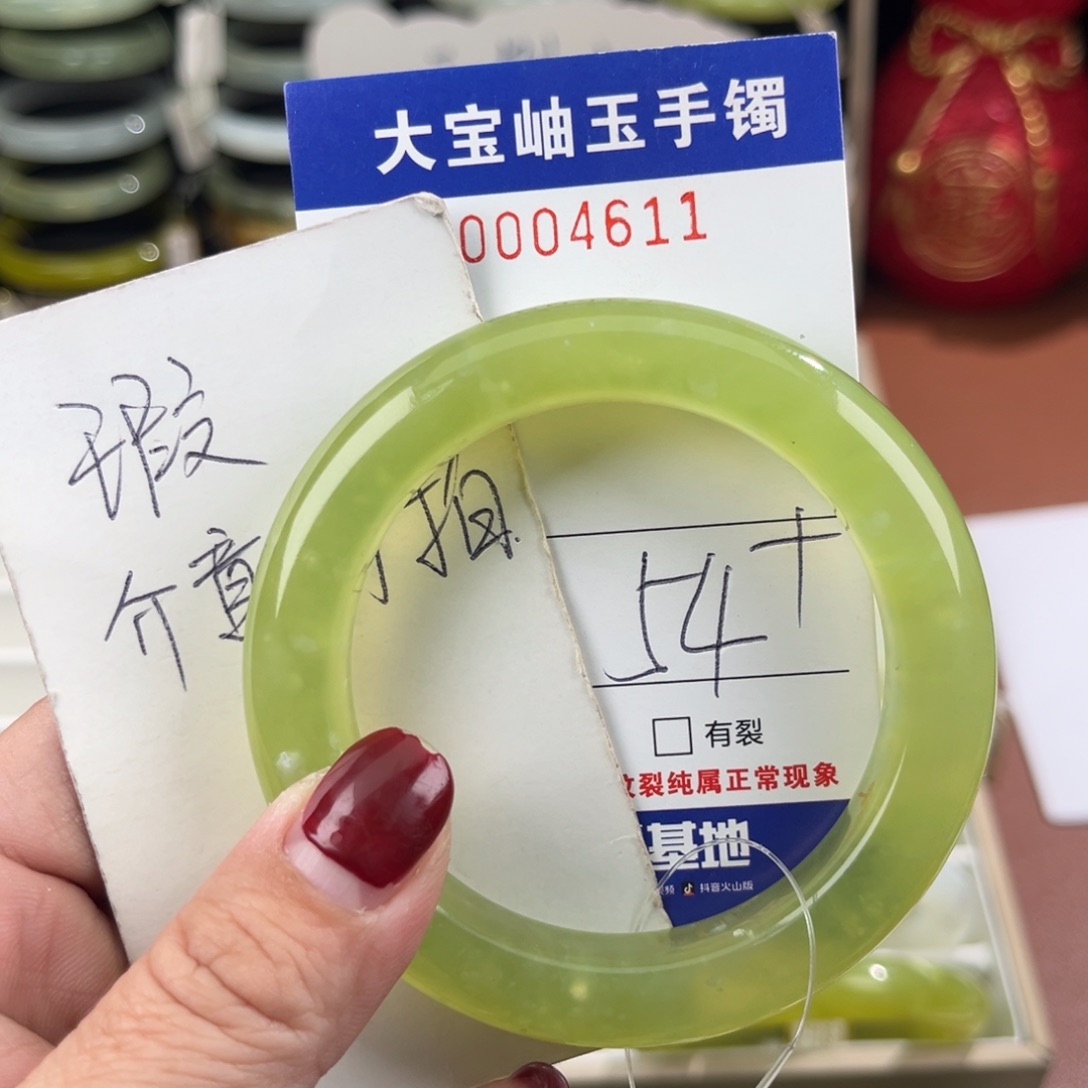 大宝岫玉手镯
0004611
瑕
介意勿拍
54+
□ 有裂
裂纯属正常现象
基地
频 抖音火山版